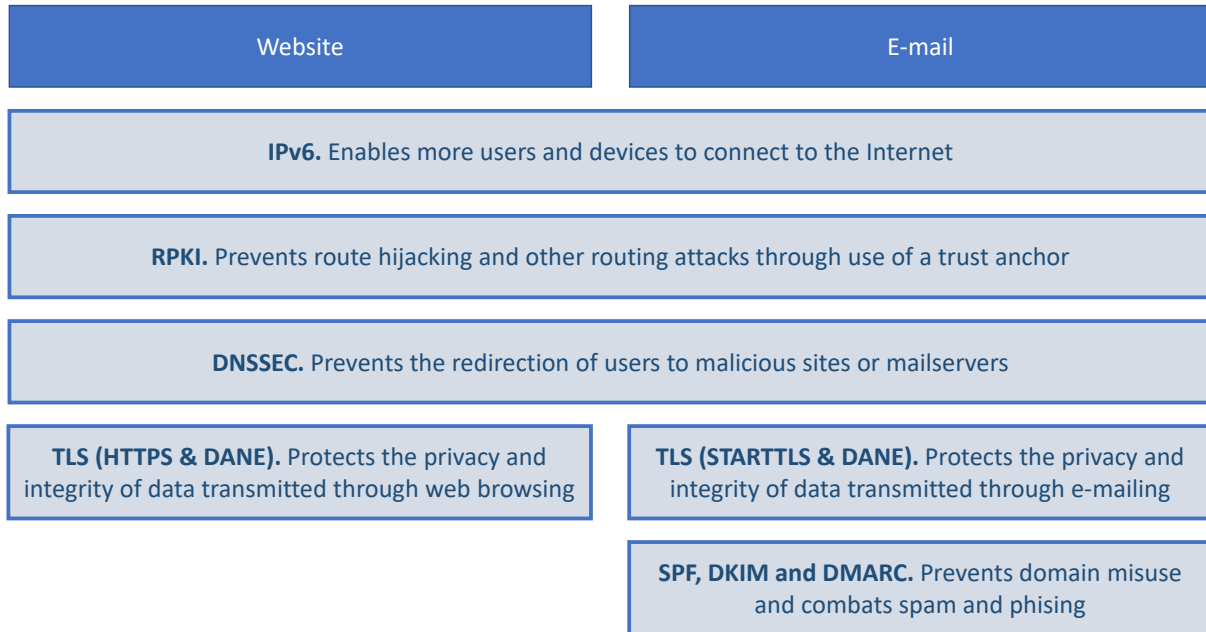 Website
E-mail
IPv6. Enables more users and devices to connect to the Internet
RPKI. Prevents route hijacking and other routing attacks through use of a trust anchor
DNSSEC. Prevents the redirection of users to malicious sites or mailservers
TLS (HTTPS & DANE). Protects the privacy and
integrity of data transmitted through web browsing
TLS (STARTTLS & DANE). Protects the privacy and
integrity of data transmitted through e-mailing
SPF, DKIM and DMARC. Prevents domain misuse
and combats spam and phising